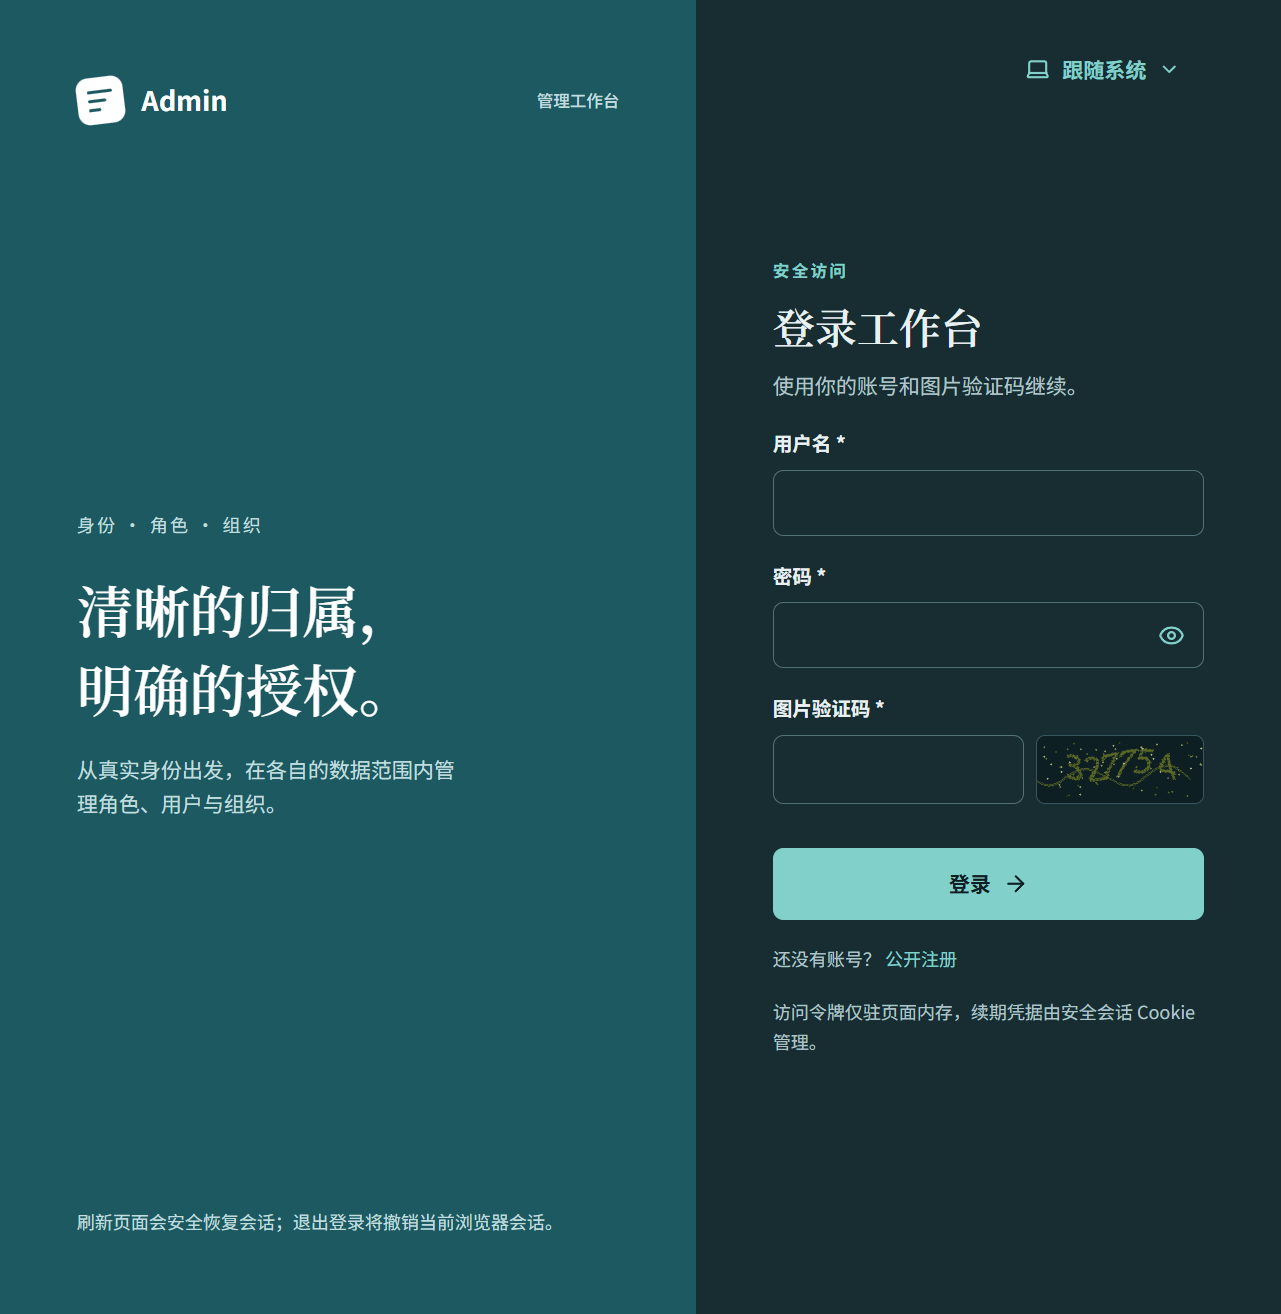 Admin
管理工作台
身份 · 角色 · 组织
清晰的归属，
明确的授权。
从真实身份出发，在各自的数据范围内管
理角色、用户与组织。
刷新页面会安全恢复会话；退出登录将撤销当前浏览器会话。
跟随系统
安全访问
登录工作台
使用你的账号和图片验证码继续。
用户名 *
密码 *
图片验证码 *
登录
还没有账号？ 公开注册
访问令牌仅驻页面内存，续期凭据由安全会话 Cookie
管理。